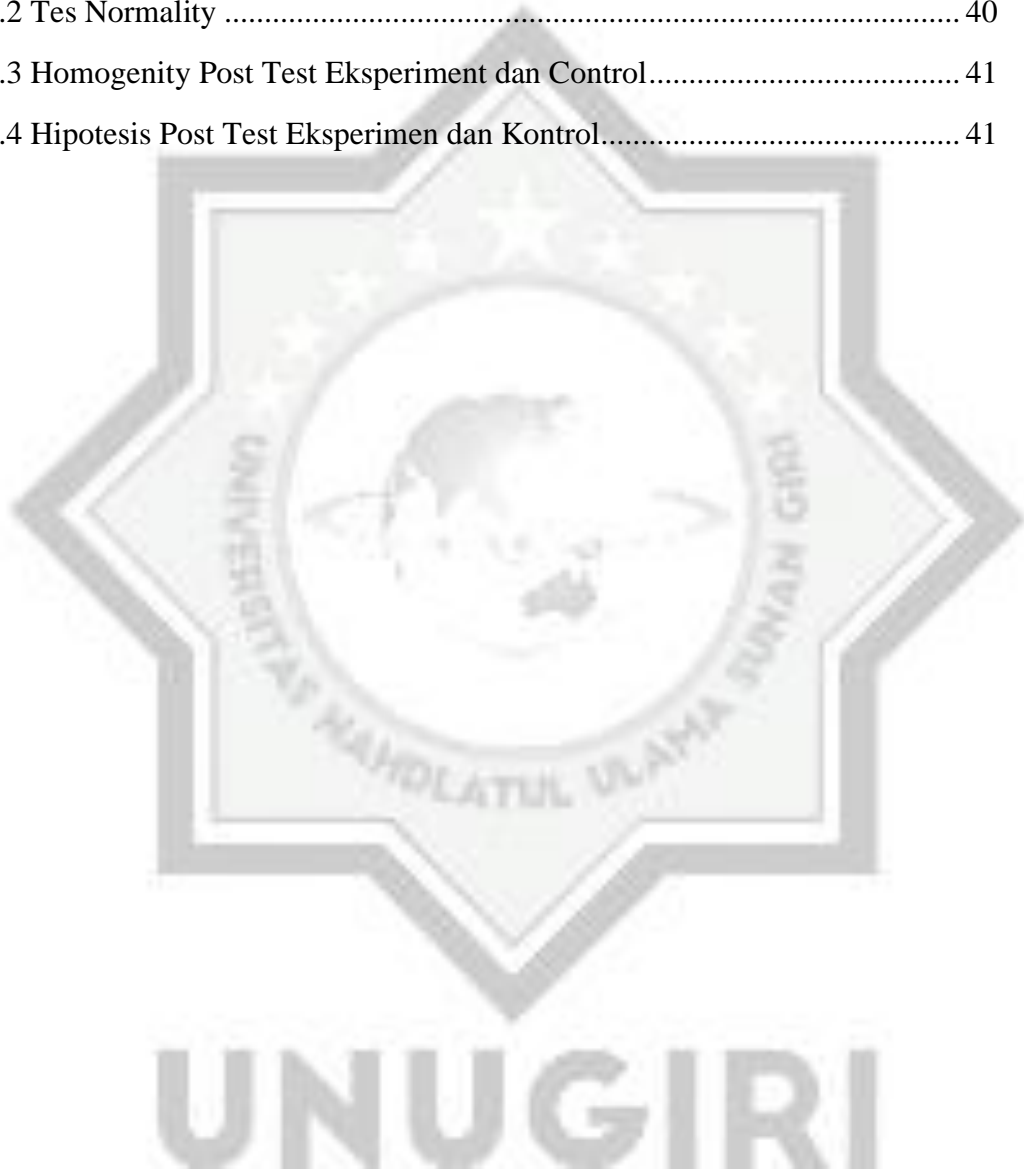 .2 Tes Normality ........................................................................................... 40
.3 Homogenity Post Test Eksperiment dan Control...................................... 41
.4 Hipotesis Post Test Eksperimen dan Kontrol............................................ 41
UNIVERSITAS NAHDLATUL ULAMA SUNAN GIRI
UNUGIRI